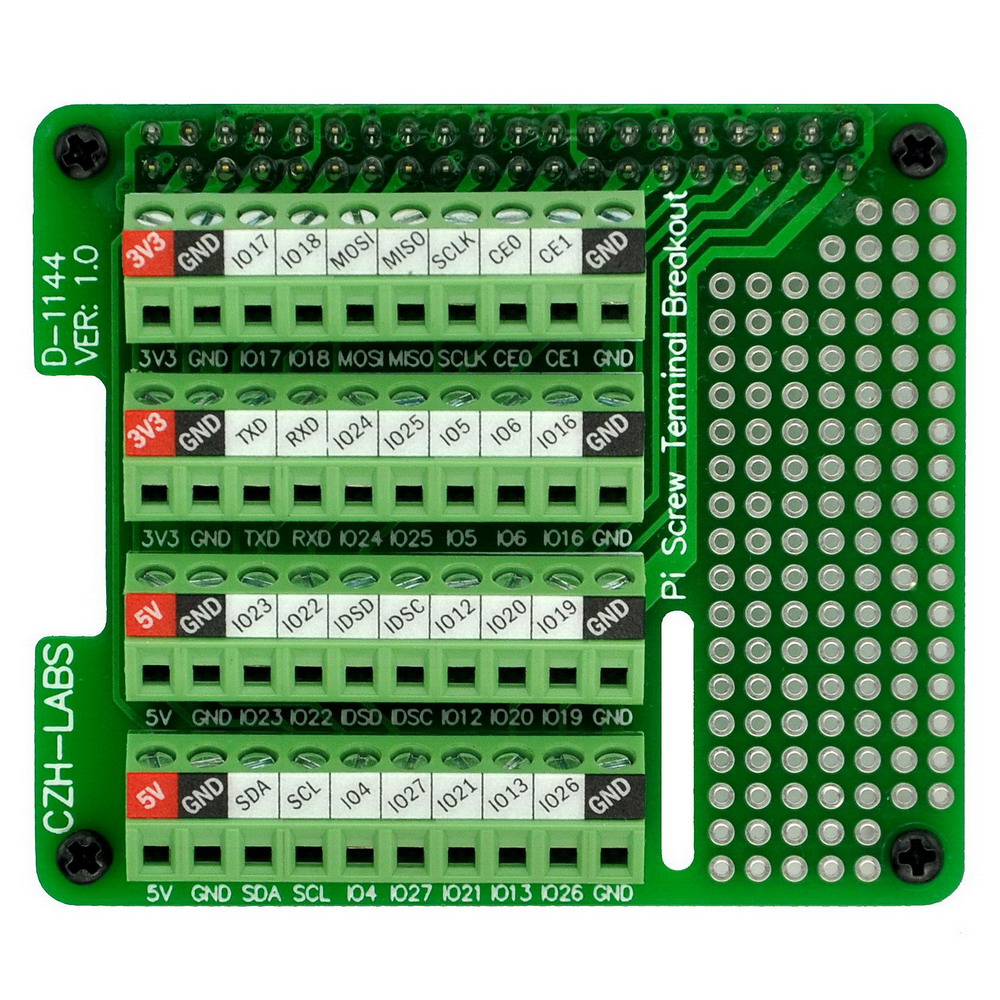 D-1144
VER: 1.0
3V3 GND IO17 IO18 MOSI MISO SCLK CE0 CE1 GND
3V3 GND IO17 IO18 MOSI MISO SCLK CE0 CE1 GND
3V3 GND TXD RXD IO24 IO25 IO5 IO6 IO16 GND
3V3 GND TXD RXD IO24 IO25 IO5 IO6 IO16 GND
5V GND IO23 IO22 IDSD IDSC IO12 IO20 IO19 GND
5V GND IO23 IO22 IDSD IDSC IO12 IO20 IO19 GND
5V GND SDA SCL IO4 IO27 IO21 IO13 IO26 GND
5V GND SDA SCL IO4 IO27 IO21 IO13 IO26 GND
CZH-LABS
Pi Screw Terminal Breakout